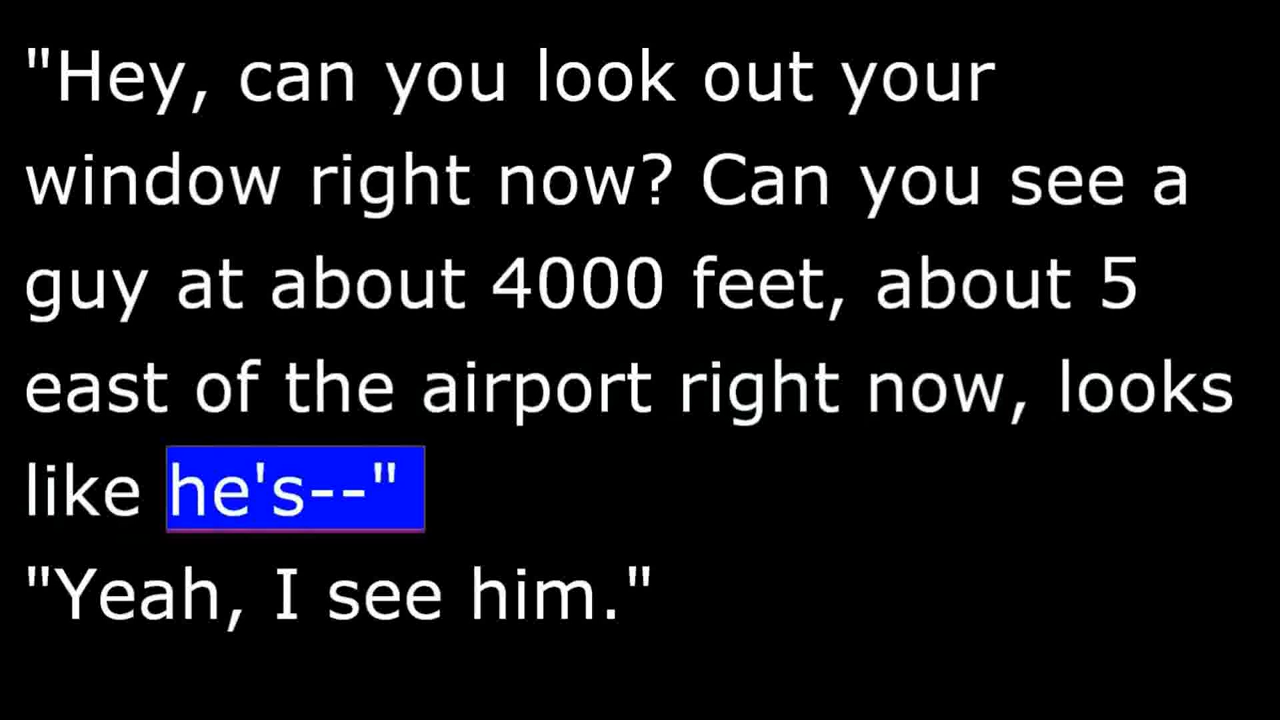 "Hey, can you look out your
window right now? Can you see a
guy at about 4000 feet, about 5
east of the airport right now, looks
like he's--"
"Yeah, I see him."